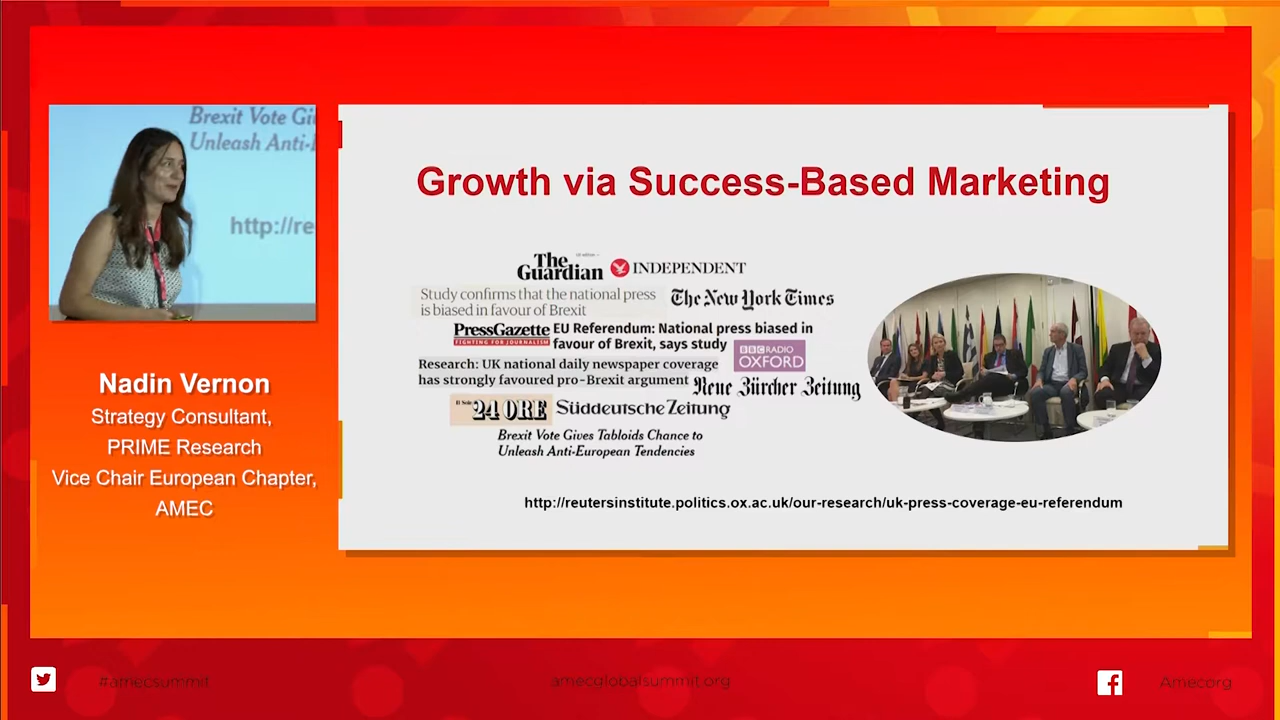 Brexit Vote Gi
Unleash Anti-
http://re
Nadin Vernon
Strategy Consultant,
PRIME Research
Vice Chair European Chapter,
AMEC
Growth via Success-Based Marketing
The
Guardian
INDEPENDENT
Study confirms that the national press
is biased in favour of Brexit
The New York Times
PressGazette
FIGHTING FOR JOURNALISM
EU Referendum: National press biased in
favour of Brexit, says study
BBC RADIO
OXFORD
Research: UK national daily newspaper coverage
has strongly favoured pro-Brexit argument
Neue Zürcher Zeitung
Il Sole
24 ORE
Süddeutsche Zeitung
Brexit Vote Gives Tabloids Chance to
Unleash Anti-European Tendencies
http://reutersinstitute.politics.ox.ac.uk/our-research/uk-press-coverage-eu-referendum
#amecsummit
amecglobalsummit.org
Amecorg